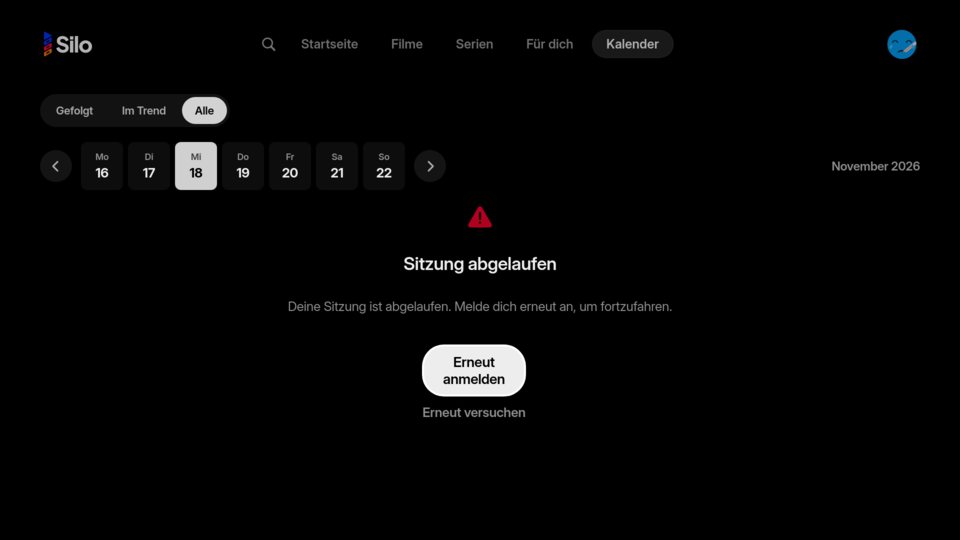 Silo
Startseite
Filme
Serien
Für dich
Kalender
Gefolgt
Im Trend
Alle
Mo
16
Di
17
Mi
18
Do
19
Fr
20
Sa
21
So
22
November 2026
Sitzung abgelaufen
Deine Sitzung ist abgelaufen. Melde dich erneut an, um fortzufahren.
Erneut
anmelden
Erneut versuchen